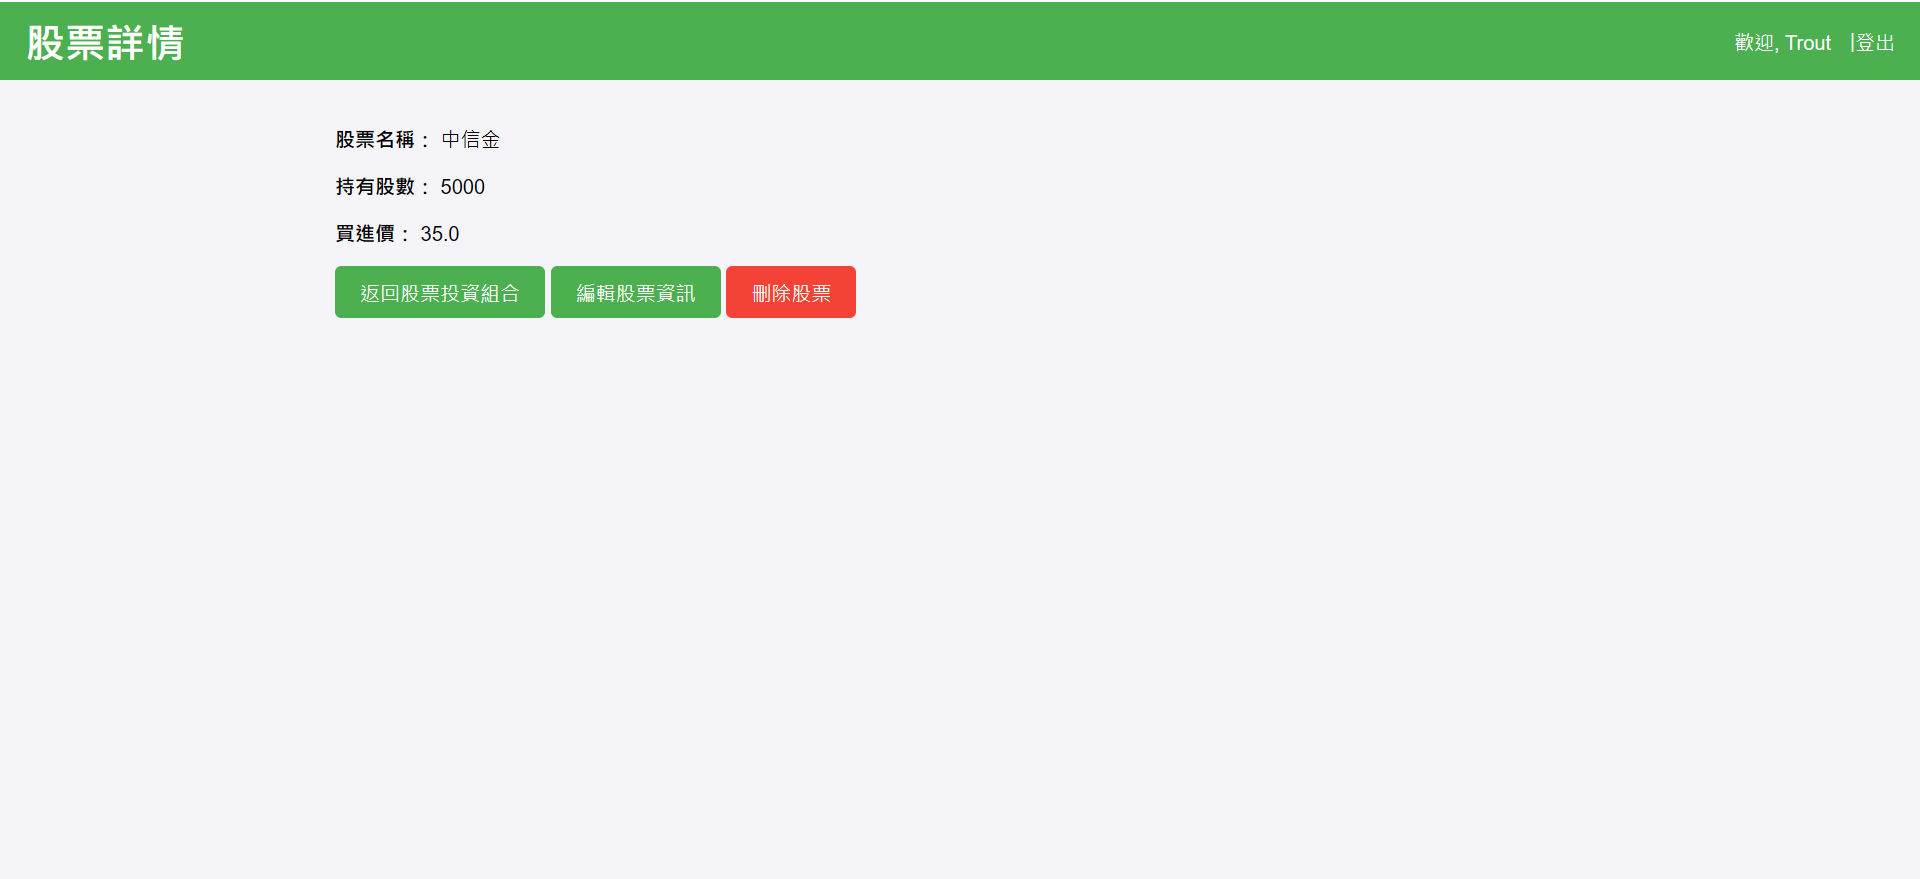 股票詳情
歡迎, Trout |登出
股票名稱： 中信金
持有股數： 5000
買進價： 35.0
返回股票投資組合 編輯股票資訊 刪除股票